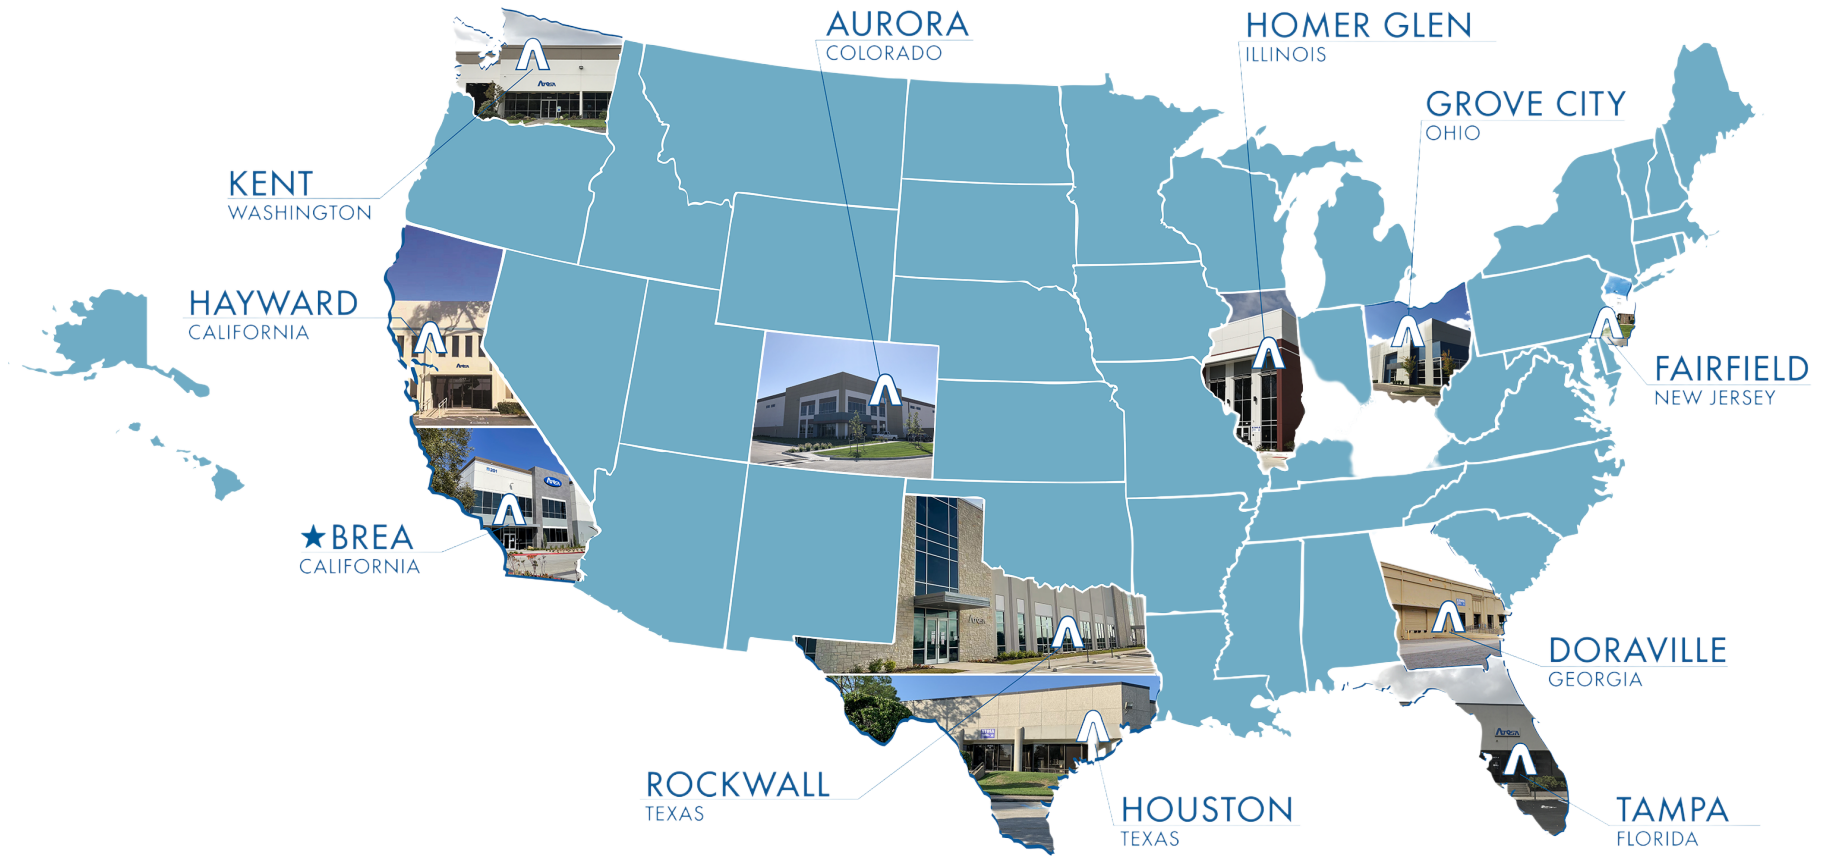 AURORA
COLORADO
HOMER GLEN
ILLINOIS
GROVE CITY
OHIO
KENT
WASHINGTON
HAYWARD
CALIFORNIA
FAIRFIELD
NEW JERSEY
★BREA
CALIFORNIA
DORAVILLE
GEORGIA
ROCKWALL
TEXAS
HOUSTON
TEXAS
TAMPA
FLORIDA